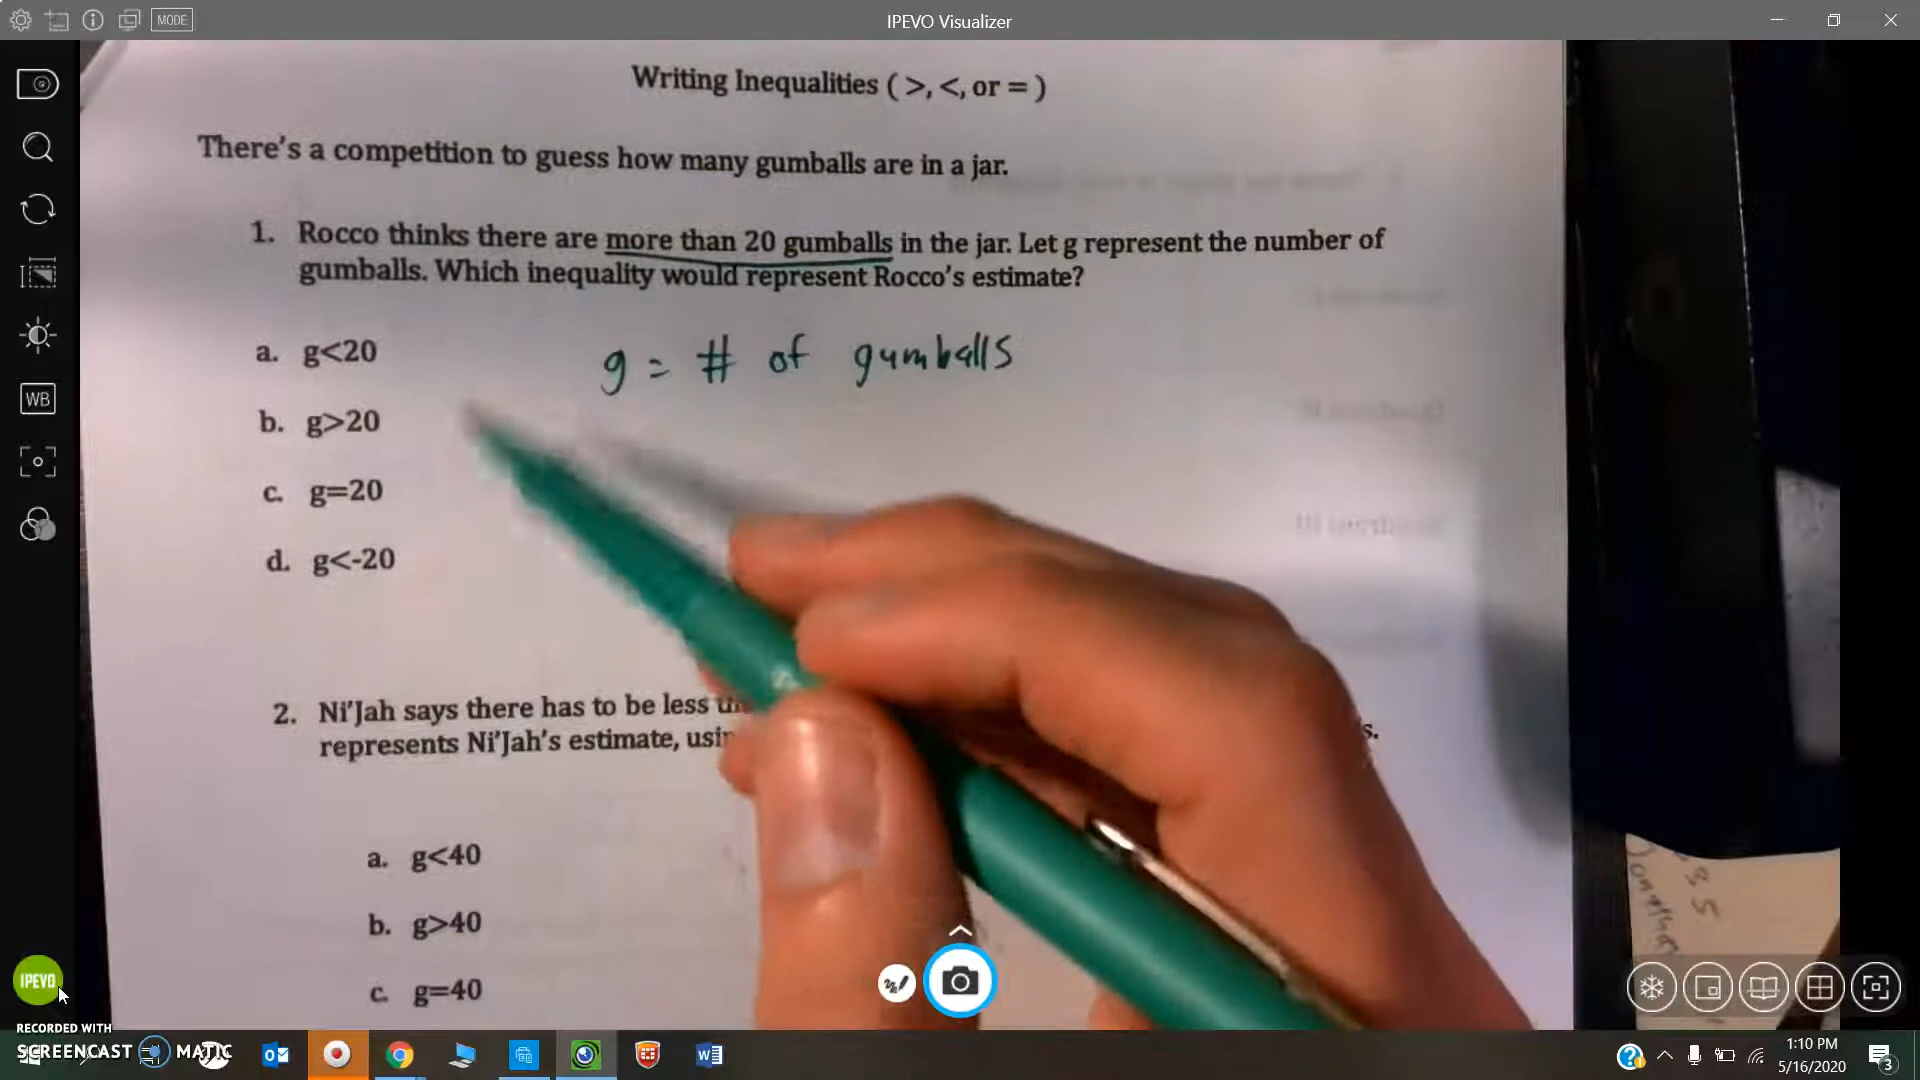 MODE
IPEVO Visualizer
Writing Inequalities ( >, <, or = )
There's a competition to guess how many gumballs are in a jar.
1. Rocco thinks there are more than 20 gumballs in the jar. Let g represent the number of
gumballs. Which inequality would represent Rocco's estimate?
a. g<20
g = # of gumballs
b. g>20
c. g=20
d. g<-20
2. Ni'Jah says there has to be less
represents Ni'Jah's estimate,
a. g<40
b. g>40
c. g=40
WB
IPEVO
RECORDED WITH
SCREENCAST MATIC
1:10 PM
5/16/2020
3